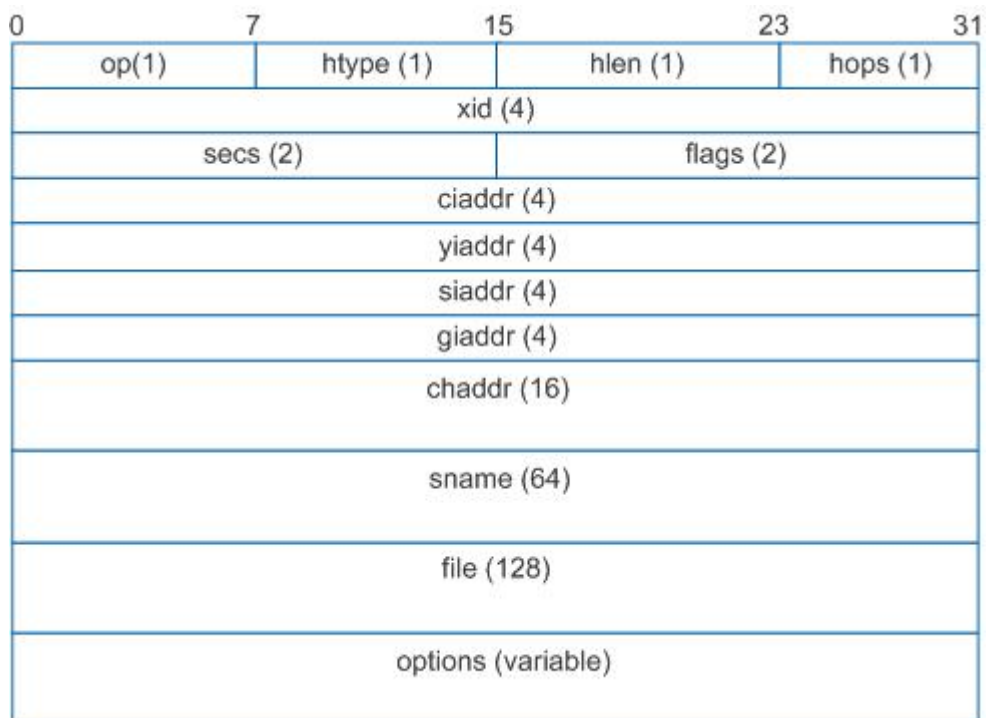 0 7 15 23 31
op(1) htype (1) hlen (1) hops (1)
xid (4)
secs (2) flags (2)
ciaddr (4)
yiaddr (4)
siaddr (4)
giaddr (4)
chaddr (16)
sname (64)
file (128)
options (variable)